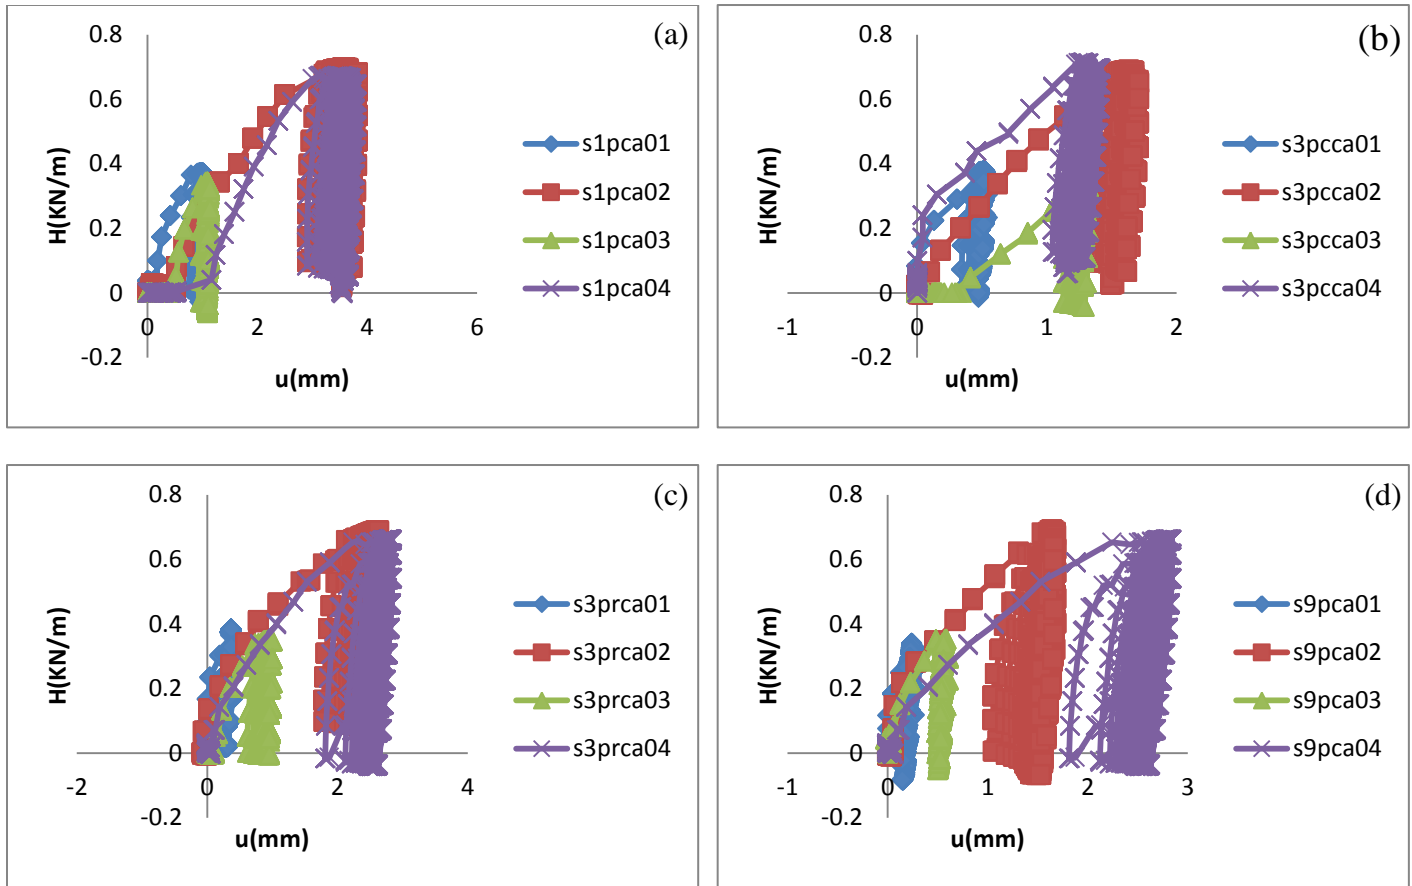 (a)
0.8
0.6
0.4
0.2
0
-0.2
H(KN/m)
0 2 4 6
u(mm)
s1pca01
s1pca02
s1pca03
s1pca04
(b)
0.8
0.6
0.4
0.2
0
-0.2
H(KN/m)
-1 0 1 2
u(mm)
s3pcca01
s3pcca02
s3pcca03
s3pcca04
(c)
0.8
0.6
0.4
0.2
0
-0.2
H(KN/m)
-2 0 2 4
u(mm)
s3prca01
s3prca02
s3prca03
s3prca04
(d)
0.8
0.6
0.4
0.2
0
-0.2
H(KN/m)
-1 0 1 2 3
u(mm)
s9pca01
s9pca02
s9pca03
s9pca04